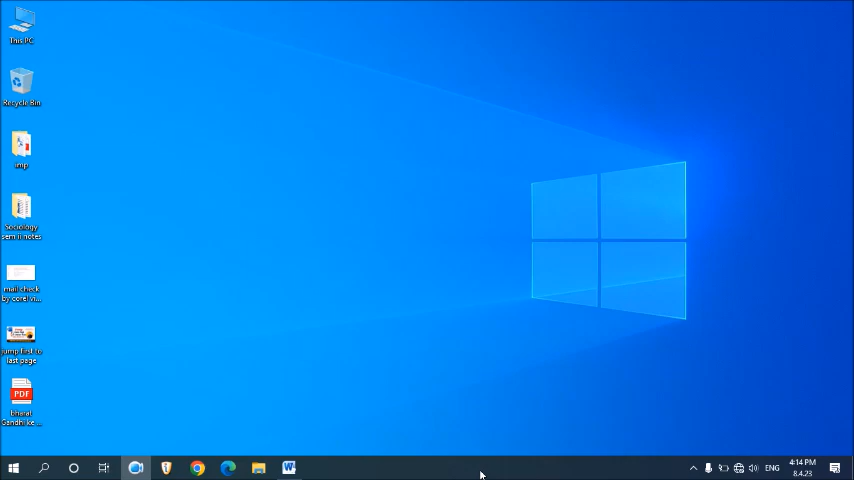 This PC
Recycle Bin
imp
Sociology
sem ii notes
mail check
by corel vi...
jump first to
last page
PDF
bharat
Gandhi ke ...
ENG
4:14 PM
8.4.23